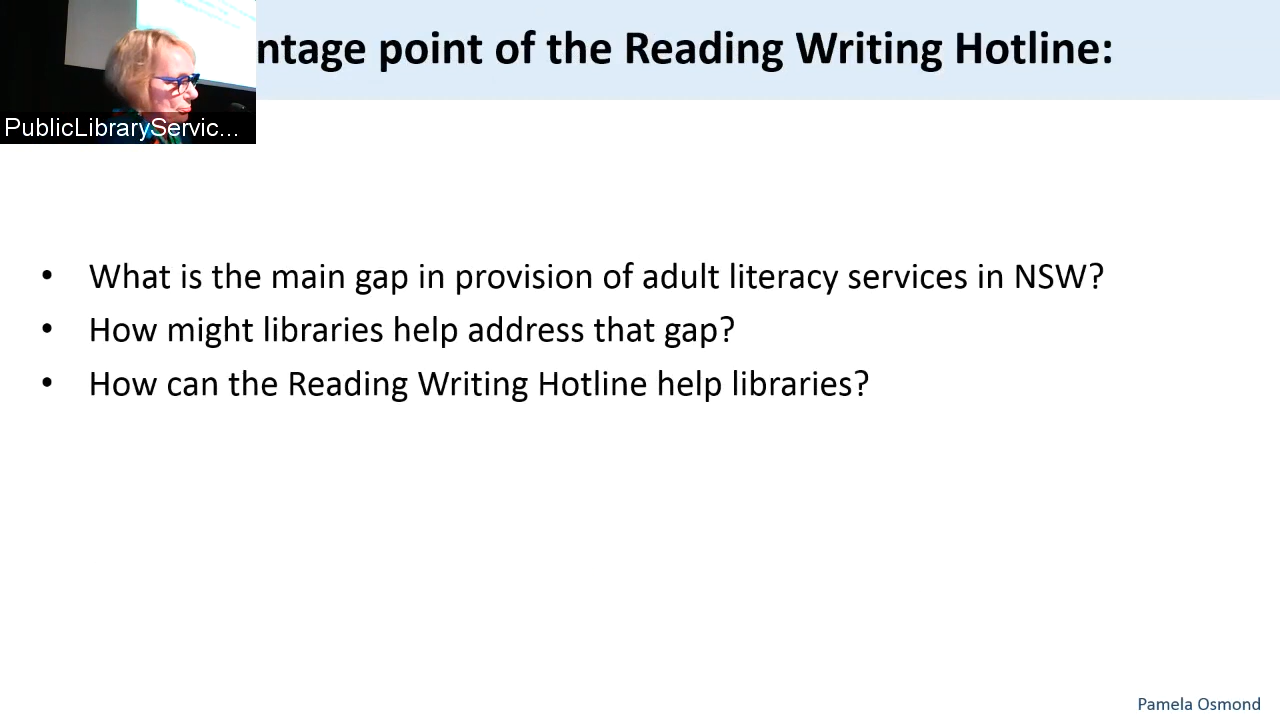 ntage point of the Reading Writing Hotline:
PublicLibraryServic...
• What is the main gap in provision of adult literacy services in NSW?
• How might libraries help address that gap?
• How can the Reading Writing Hotline help libraries?
Pamela Osmond